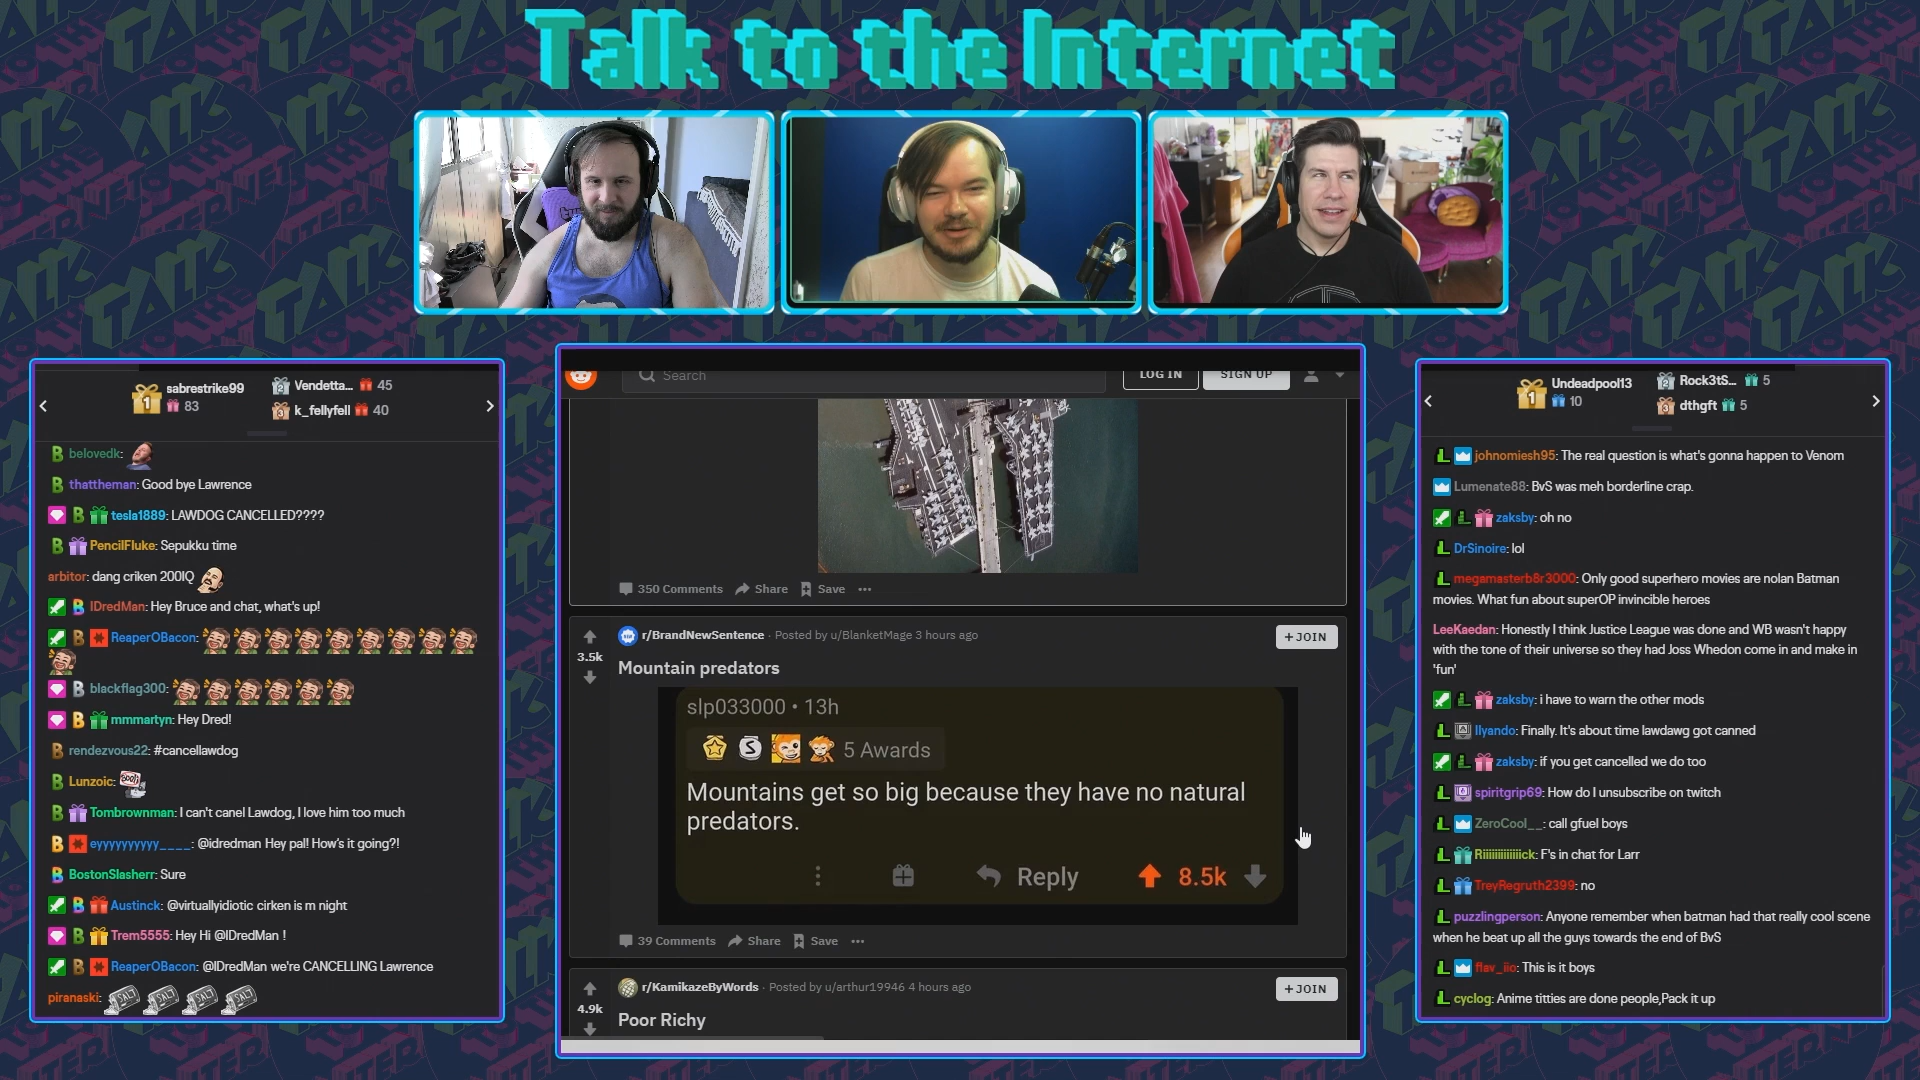 Talk to the Internet
sabrestrike99
83
Vendetta... 45
k_fellyfell 40
belovedk:
thattheman: Good bye Lawrence
tesla1889: LAWDOG CANCELLED????
PencilFluke: Sepukku time
arbitor: dang criken 200IQ
IDredMan: Hey Bruce and chat, what's up!
ReaperOBacon:
blackflag300:
mmmartyn: Hey Dred!
rendezvous22: #cancellawdog
Lunzoic:
Tombrownman: I can't canel Lawdog, I love him too much
eyyyyyyyyyy____: @idredman Hey pal! How's it going?!
BostonSlasherr: Sure
Austinck: @virtuallyidiotic cirken is m night
Trem5555: Hey Hi @IDredMan !
ReaperOBacon: @IDredMan we're CANCELLING Lawrence
piranaski: SALT SALT SALT SALT
Search
LOG IN
SIGN UP
350 Comments Share Save
r/BrandNewSentence · Posted by u/BlanketMage 3 hours ago
+ JOIN
3.5k
Mountain predators
slp033000 • 13h
5 Awards
Mountains get so big because they have no natural
predators.
Reply 8.5k
39 Comments Share Save
r/KamikazeByWords · Posted by u/arthur19946 4 hours ago
+ JOIN
4.9k
Poor Richy
Undeadpool13
10
Rock3tS... 5
dthgft 5
johnomiesh95: The real question is what's gonna happen to Venom
Lumenate88: BvS was meh borderline crap.
zaksby: oh no
DrSinoire: lol
megamasterb8r3000: Only good superhero movies are nolan Batman
movies. What fun about superOP invincible heroes
LeeKaedan: Honestly I think Justice League was done and WB wasn't happy
with the tone of their universe so they had Joss Whedon come in and make in
'fun'
zaksby: i have to warn the other mods
Ilyando: Finally. It's about time lawdawg got canned
zaksby: if you get cancelled we do too
spiritgrip69: How do I unsubscribe on twitch
ZeroCool__: call gfuel boys
Riiiiiiiiiiiiick: F's in chat for Larr
TreyRegruth2399: no
puzzlingperson: Anyone remember when batman had that really cool scene
when he beat up all the guys towards the end of BvS
flav_iio: This is it boys
cyclog: Anime titties are done people,Pack it up